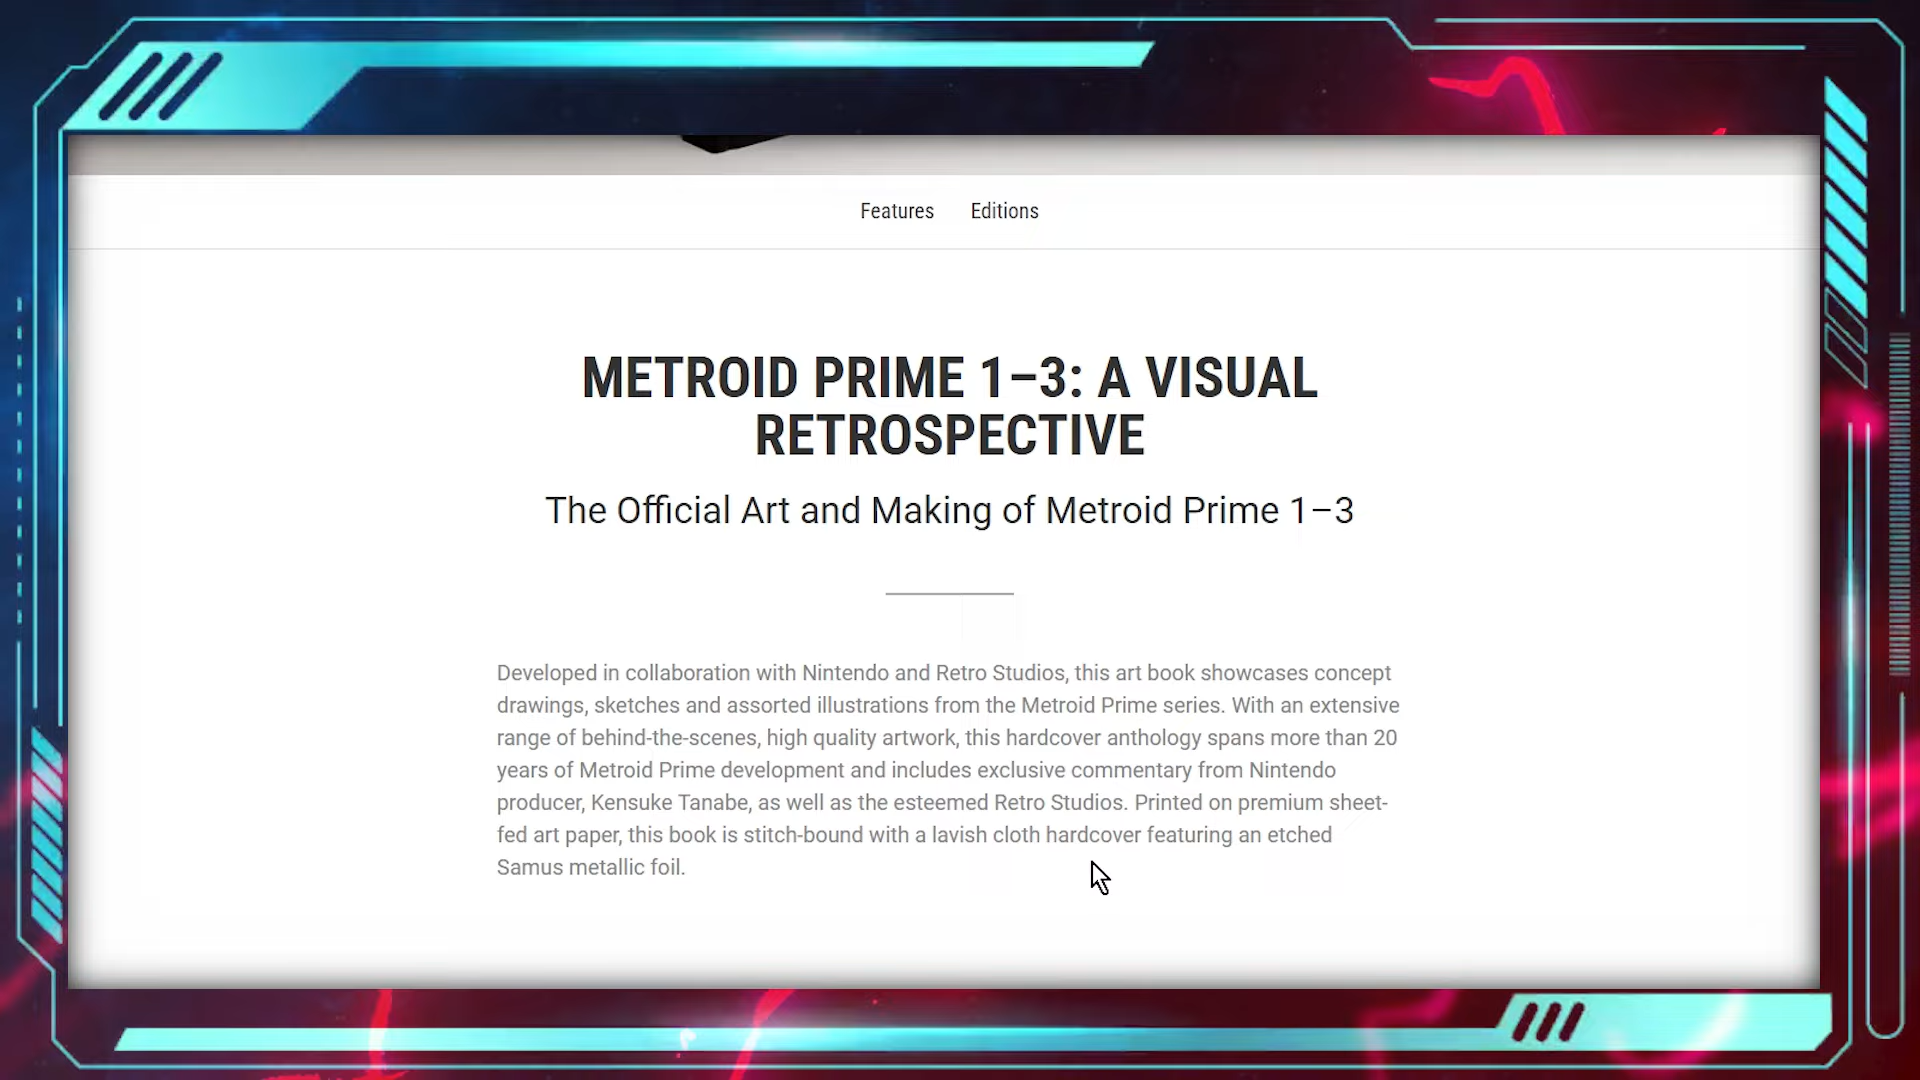 Features Editions
METROID PRIME 1–3: A VISUAL
RETROSPECTIVE
The Official Art and Making of Metroid Prime 1–3
Developed in collaboration with Nintendo and Retro Studios, this art book showcases concept
drawings, sketches and assorted illustrations from the Metroid Prime series. With an extensive
range of behind-the-scenes, high quality artwork, this hardcover anthology spans more than 20
years of Metroid Prime development and includes exclusive commentary from Nintendo
producer, Kensuke Tanabe, as well as the esteemed Retro Studios. Printed on premium sheet-
fed art paper, this book is stitch-bound with a lavish cloth hardcover featuring an etched
Samus metallic foil.